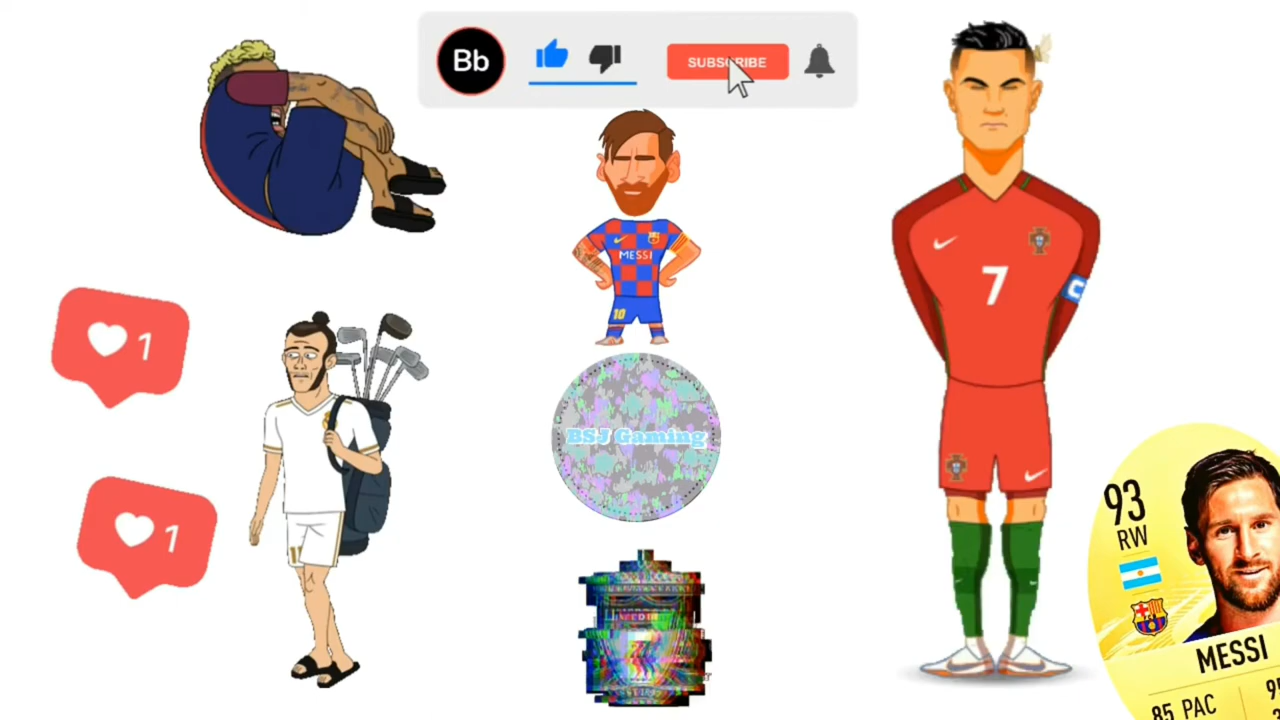 Bb
SUBSCRIBE
MESSI
10
7
C
1
1
BSJ Gaming
93
RW
MESSI
85 PAC